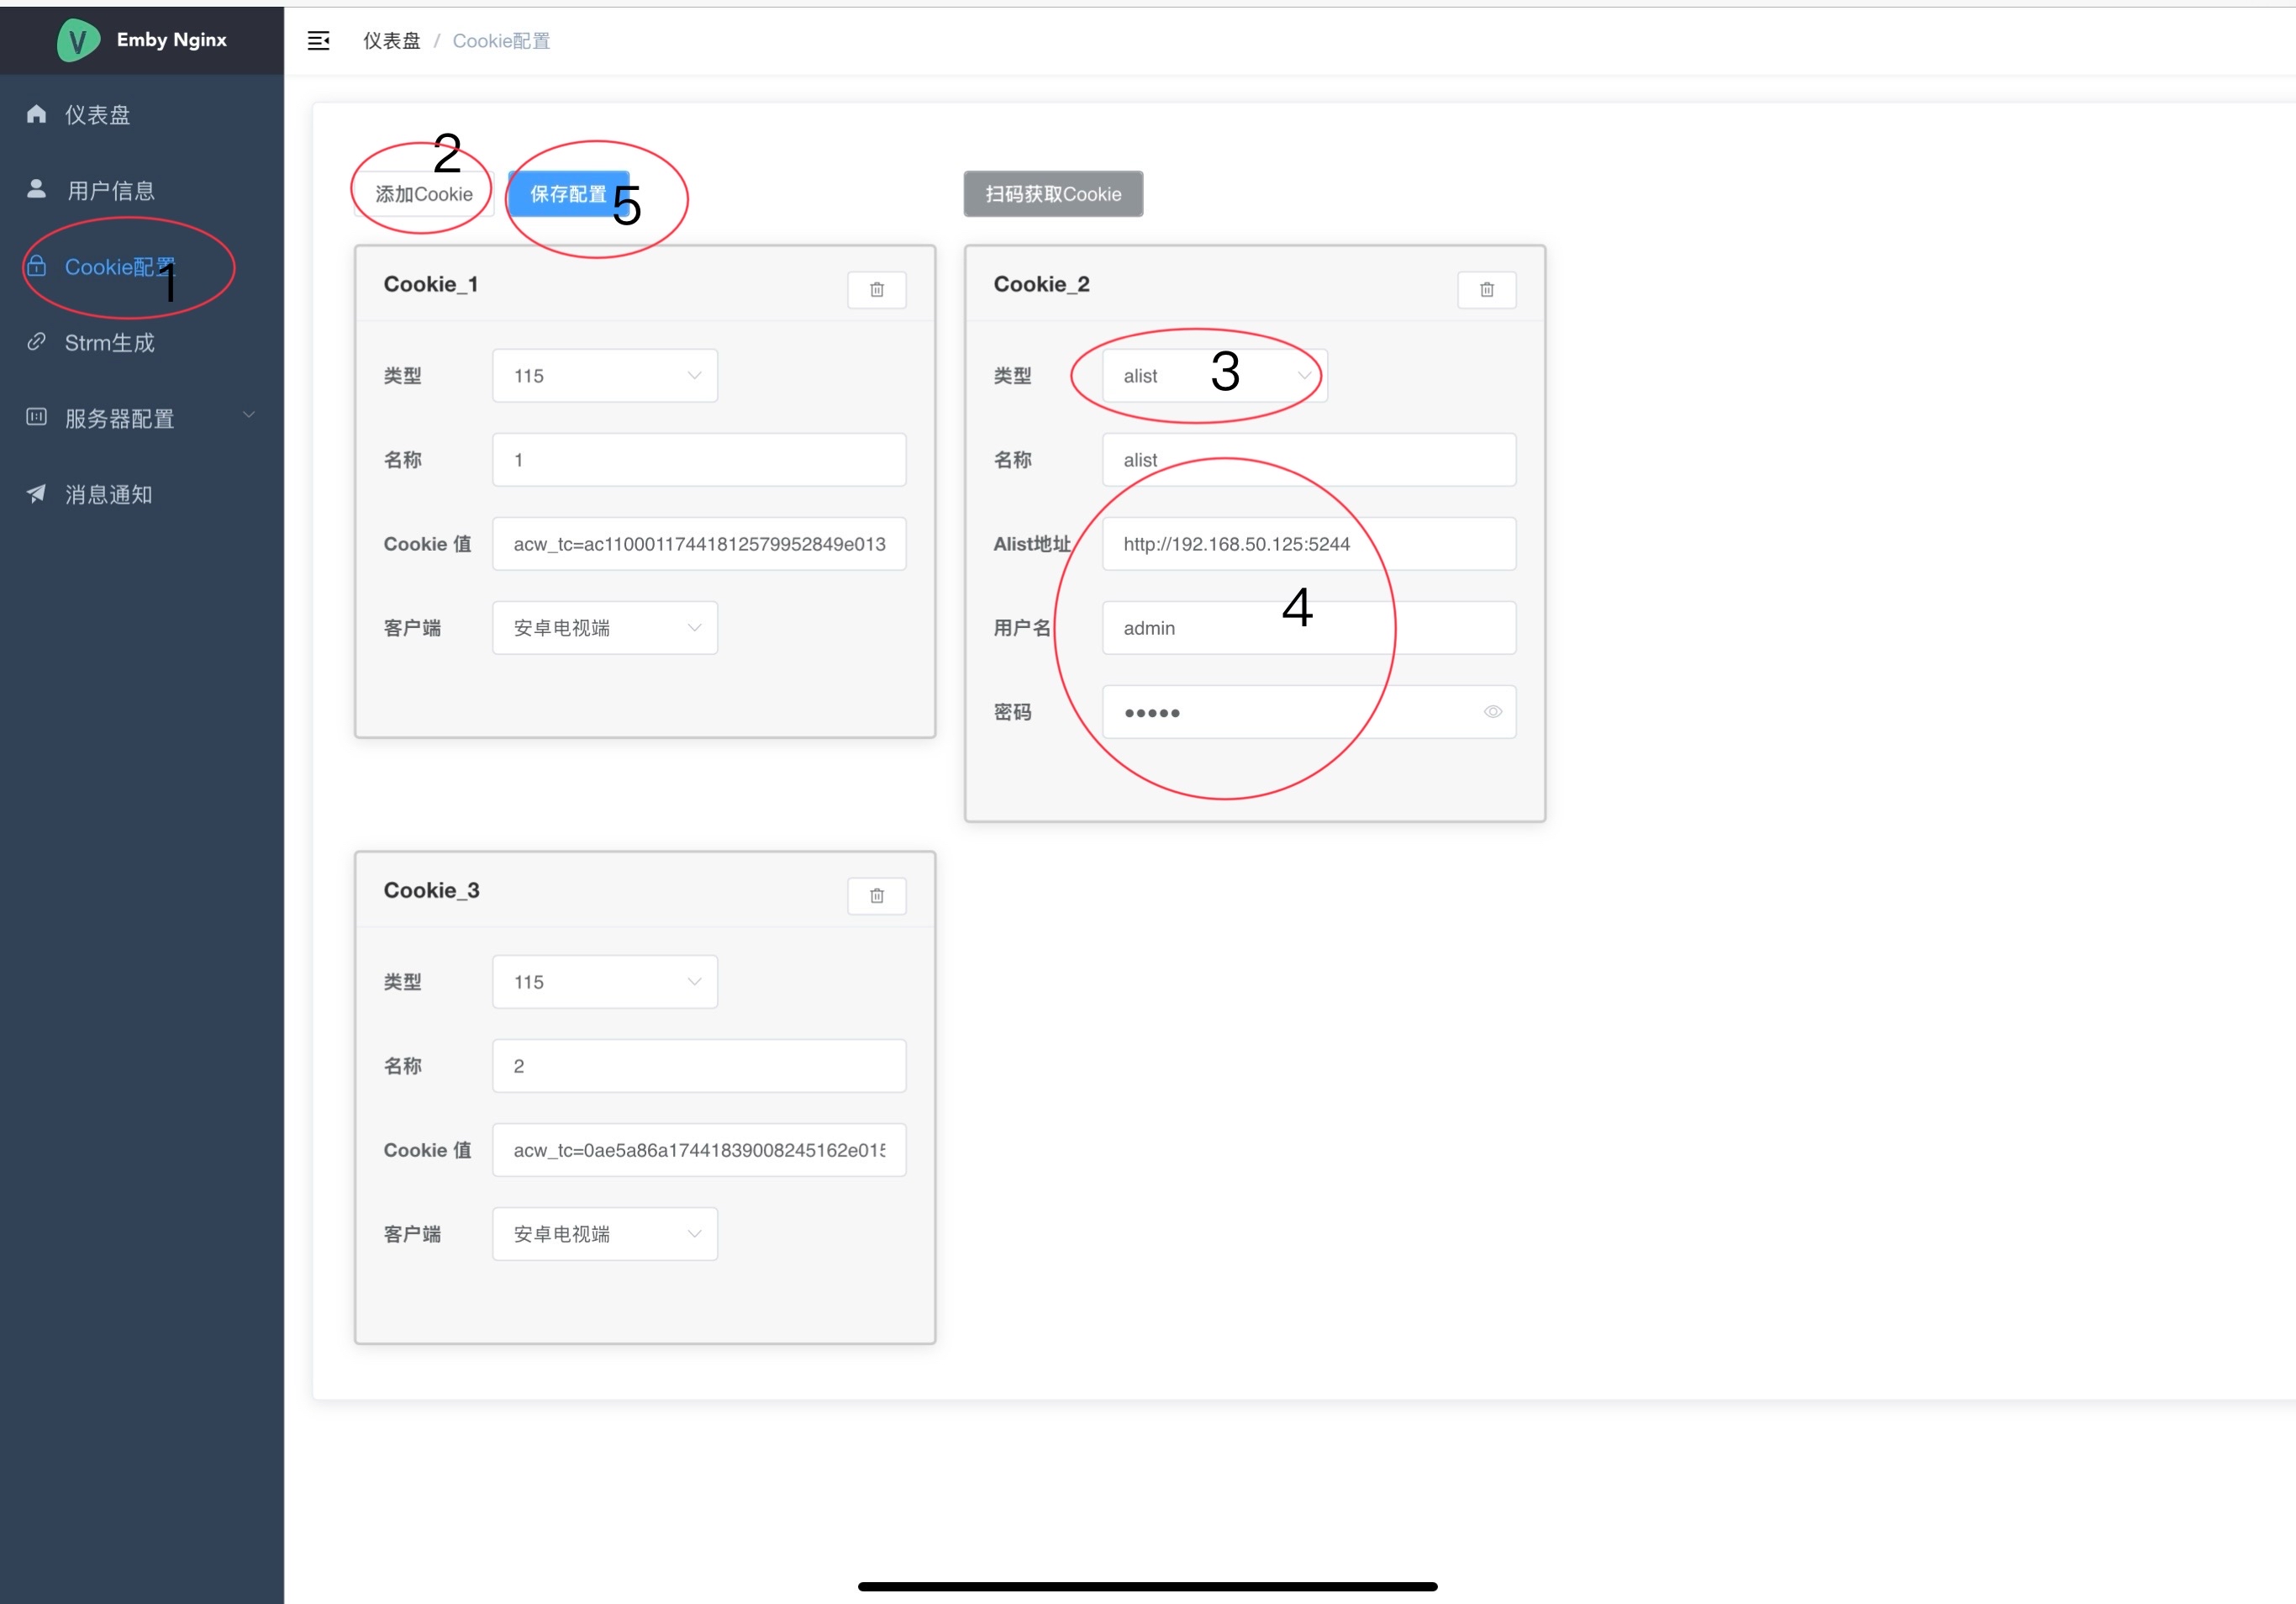 Emby Nginx
仪表盘 / Cookie配置
仪表盘
用户信息
Cookie配置
1
Strm生成
服务器配置
消息通知
2
添加Cookie
保存配置
5
扫码获取Cookie
Cookie_1
类型 115
名称 1
Cookie 值 acw_tc=ac11000117441812579952849e013
客户端 安卓电视端
Cookie_2
类型 alist
3
名称 alist
Alist地址 http://192.168.50.125:5244
4
用户名 admin
密码 •••••
Cookie_3
类型 115
名称 2
Cookie 值 acw_tc=0ae5a86a17441839008245162e015
客户端 安卓电视端